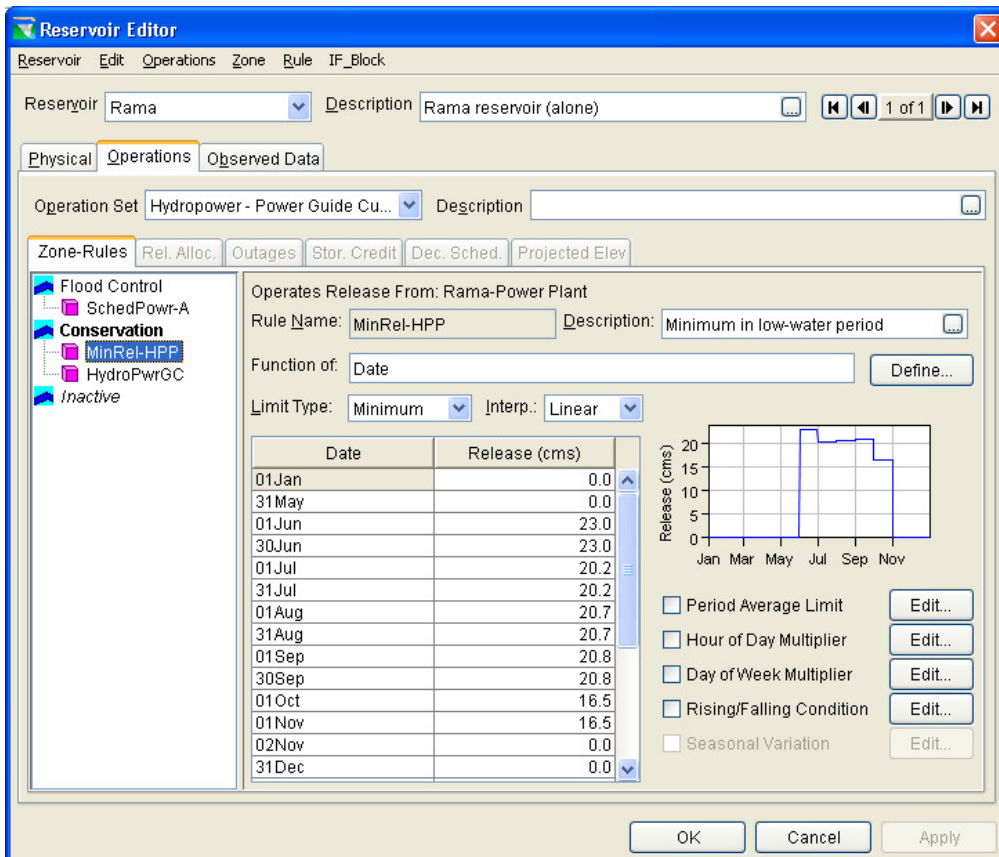 Reservoir Editor
Reservoir Edit Operations Zone Rule IF_Block
Reservoir Rama Description Rama reservoir (alone) ... 1 of 1
Physical Operations Observed Data
Operation Set Hydropower - Power Guide Cu... Description ...
Zone-Rules Rel. Alloc. Outages Stor. Credit Dec. Sched. Projected Elev
Flood Control
SchedPowr-A
Conservation
MinRel-HPP
HydroPwrGC
Inactive
Operates Release From: Rama-Power Plant
Rule Name: MinRel-HPP Description: Minimum in low-water period ...
Function of: Date Define...
Limit Type: Minimum Interp.: Linear
Date Release (cms)
01Jan 0.0
31May 0.0
01Jun 23.0
30Jun 23.0
01Jul 20.2
31Jul 20.2
01Aug 20.7
31Aug 20.7
01Sep 20.8
30Sep 20.8
01Oct 16.5
01Nov 16.5
02Nov 0.0
31Dec 0.0
Release (cms)
20
15
10
5
0
Jan Mar May Jul Sep Nov
Period Average Limit Edit...
Hour of Day Multiplier Edit...
Day of Week Multiplier Edit...
Rising/Falling Condition Edit...
Seasonal Variation Edit...
OK Cancel Apply